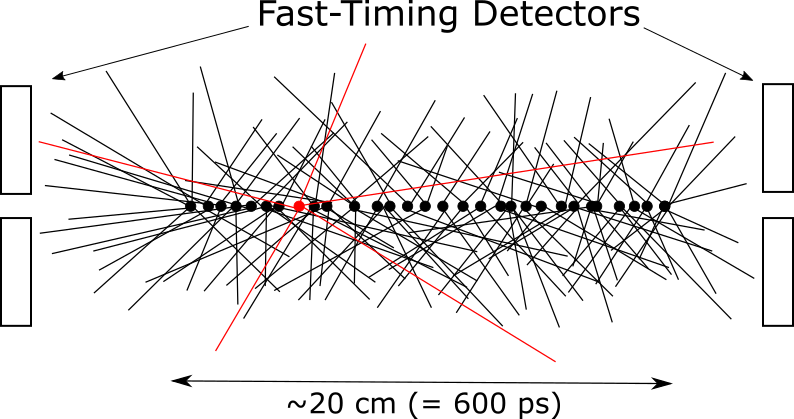 Fast-Timing Detectors
~20 cm (= 600 ps)